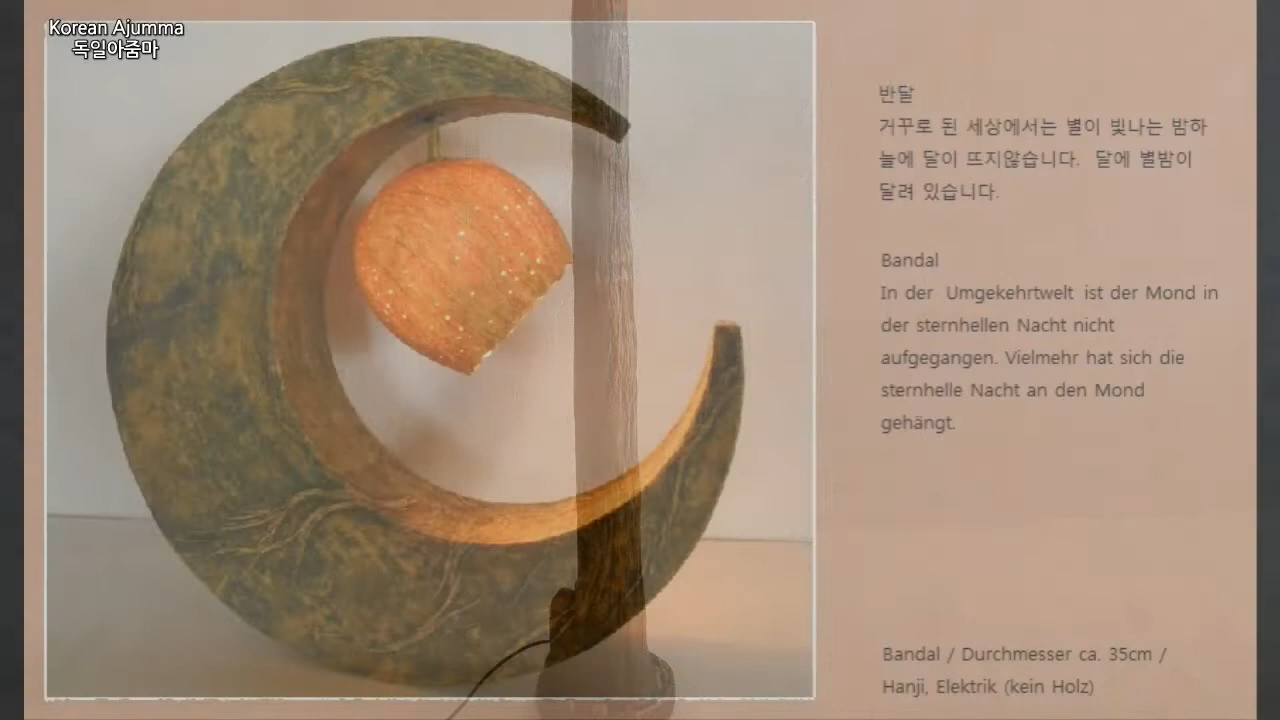 Korean Ajumma
독일아줌마
반달
거꾸로 된 세상에서는 별이 빛나는 밤하
늘에 달이 뜨지않습니다. 달에 별밤이
달려 있습니다.
Bandal
In der Umgekehrtwelt ist der Mond in
der sternhellen Nacht nicht
aufgegangen. Vielmehr hat sich die
sternhelle Nacht an den Mond
gehängt.
Bandal / Durchmesser ca. 35cm /
Hanji, Elektrik (kein Holz)